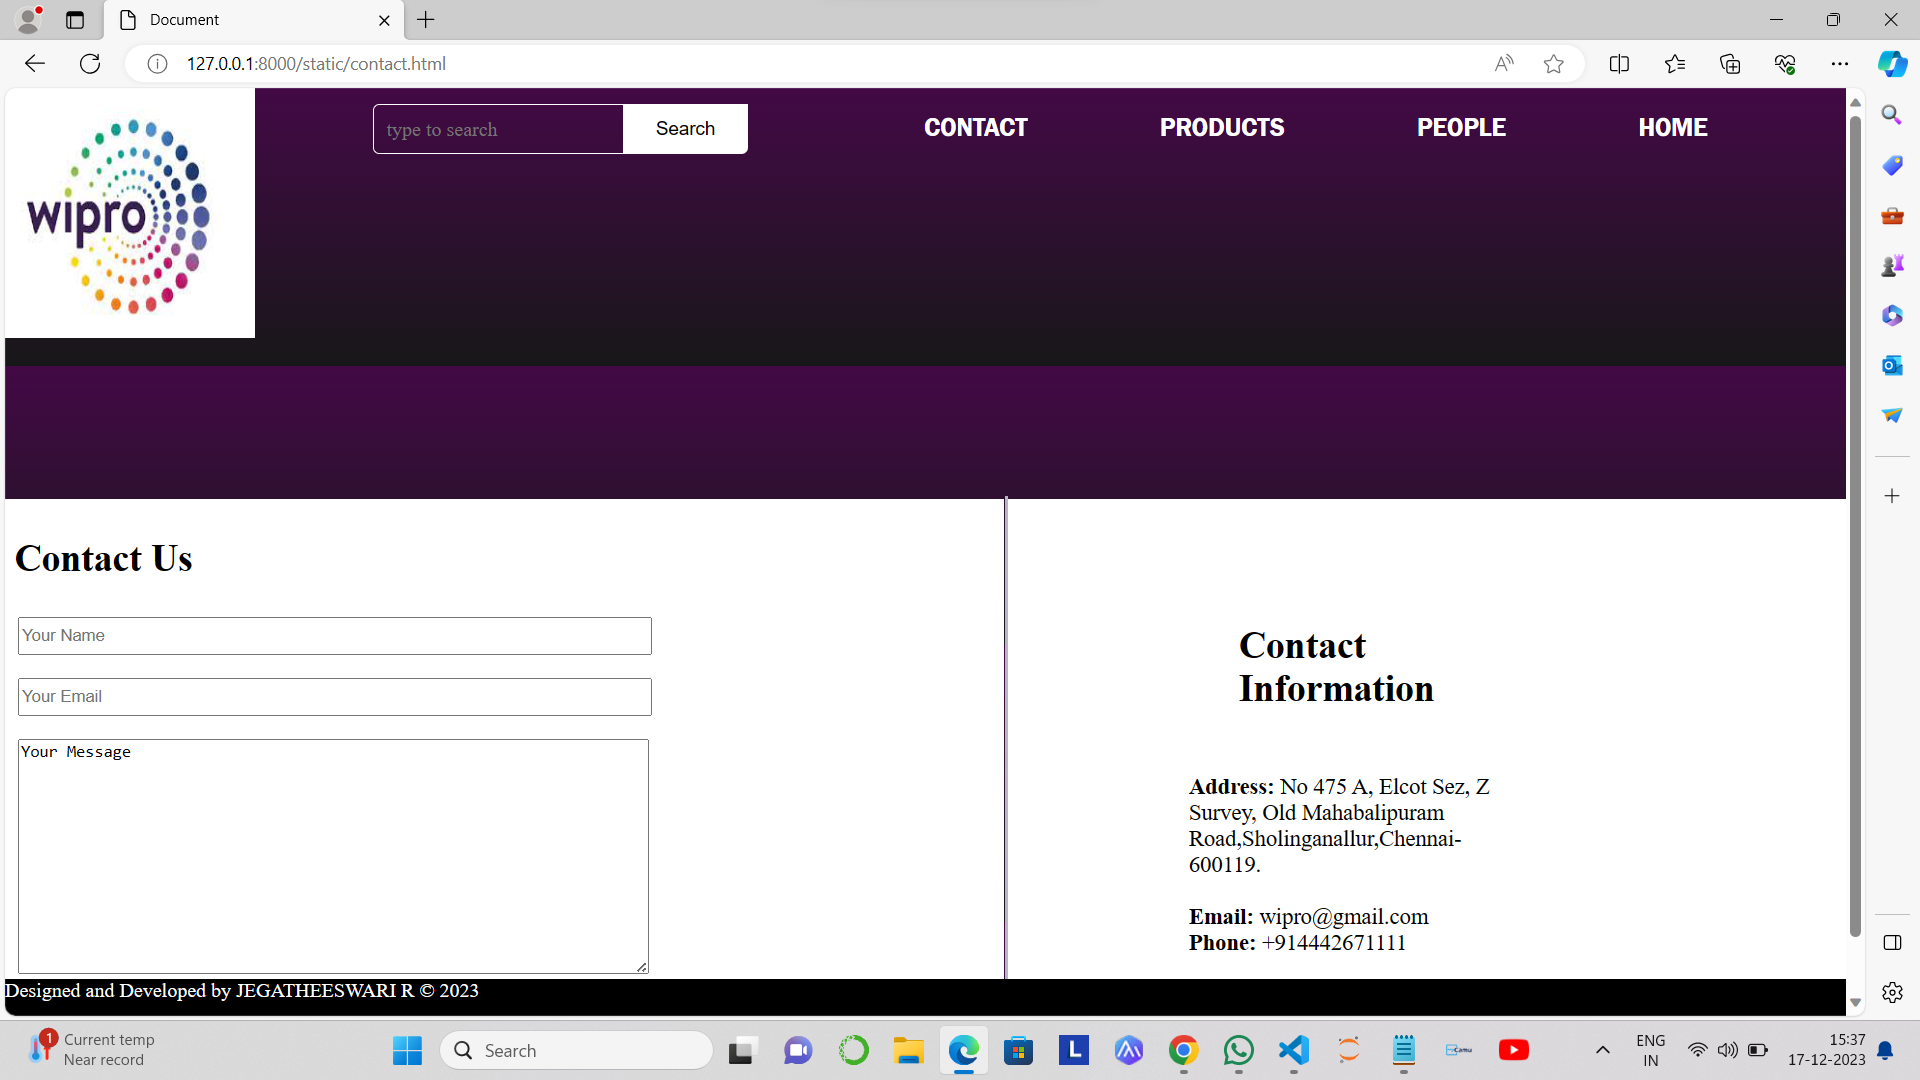 Document
127.0.0.1:8000/static/contact.html
wipro
type to search
Search
CONTACT
PRODUCTS
PEOPLE
HOME
Contact Us
Your Name
Your Email
Your Message
Contact
Information
Address: No 475 A, Elcot Sez, Z
Survey, Old Mahabalipuram
Road,Sholinganallur,Chennai-
600119.
Email: wipro@gmail.com
Phone: +914442671111
Designed and Developed by JEGATHEESWARI R © 2023
1
Current temp
Near record
Search
L
Camu
ENG
IN
15:37
17-12-2023